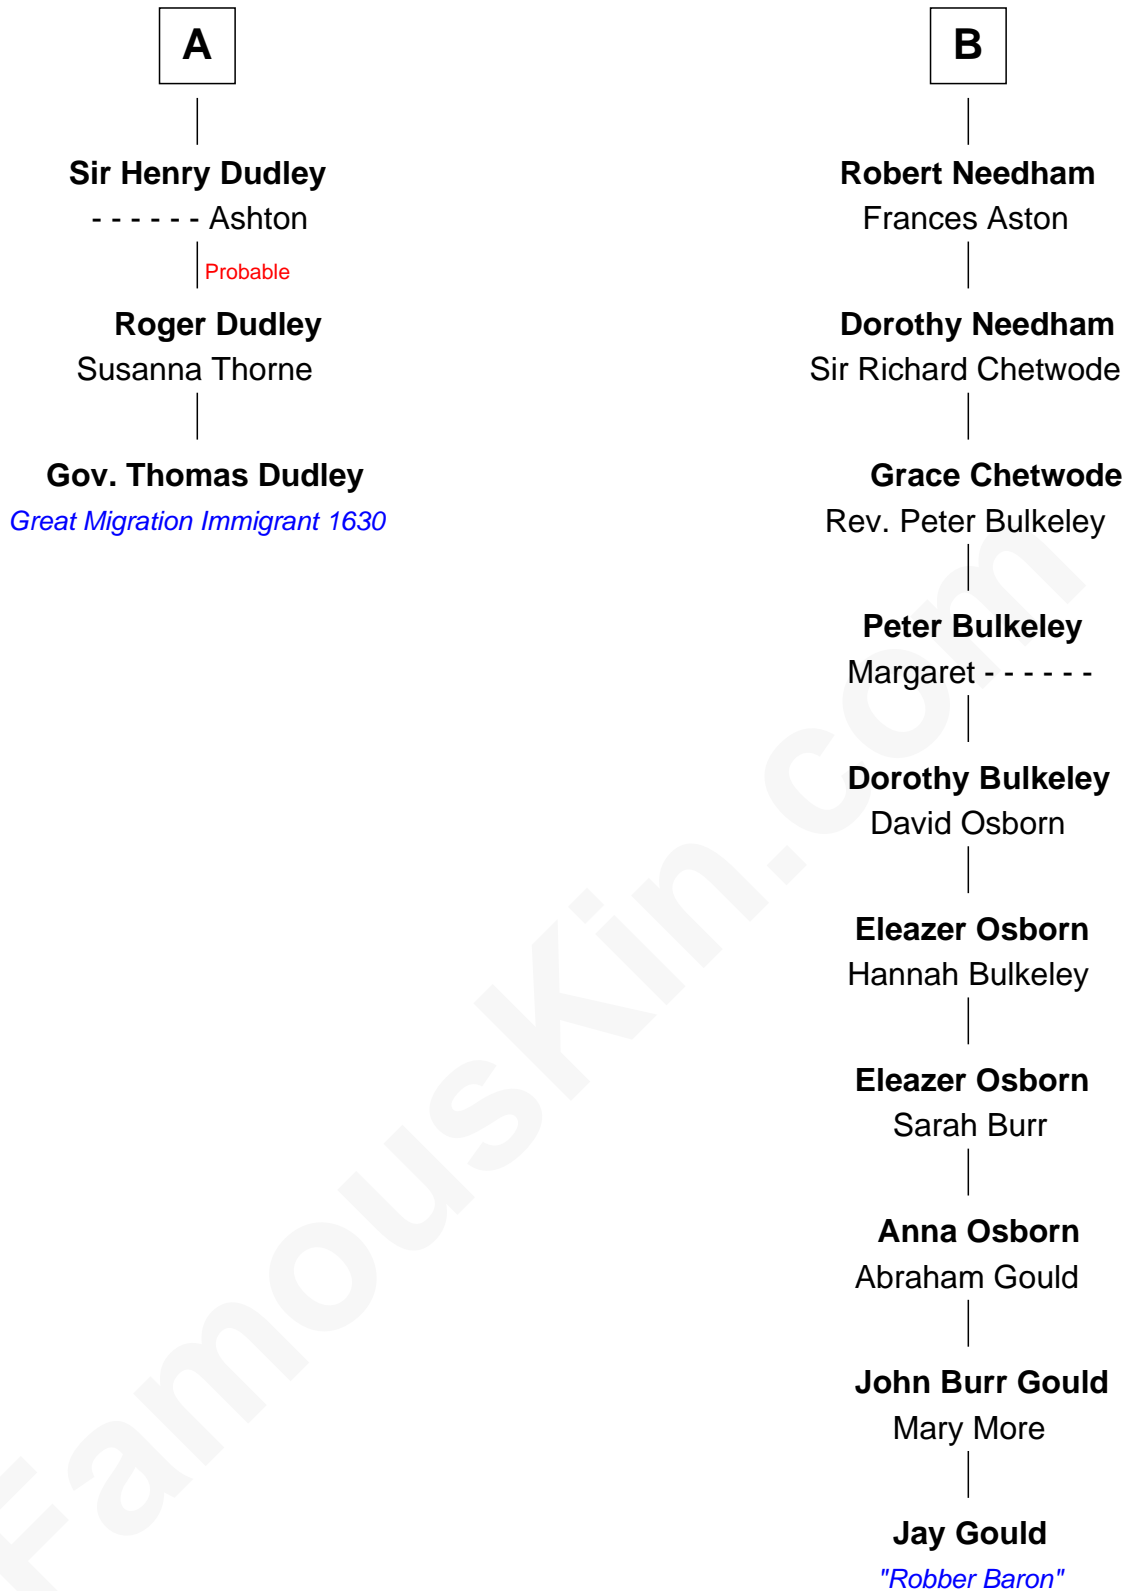 A
Sir Henry Dudley
- - - - - - Ashton
Probable
Roger Dudley
Susanna Thorne
Gov. Thomas Dudley
Great Migration Immigrant 1630
B
Robert Needham
Frances Aston
Dorothy Needham
Sir Richard Chetwode
Grace Chetwode
Rev. Peter Bulkeley
Peter Bulkeley
Margaret - - - - - -
Dorothy Bulkeley
David Osborn
Eleazer Osborn
Hannah Bulkeley
Eleazer Osborn
Sarah Burr
Anna Osborn
Abraham Gould
John Burr Gould
Mary More
Jay Gould
"Robber Baron"
FamousKin.com